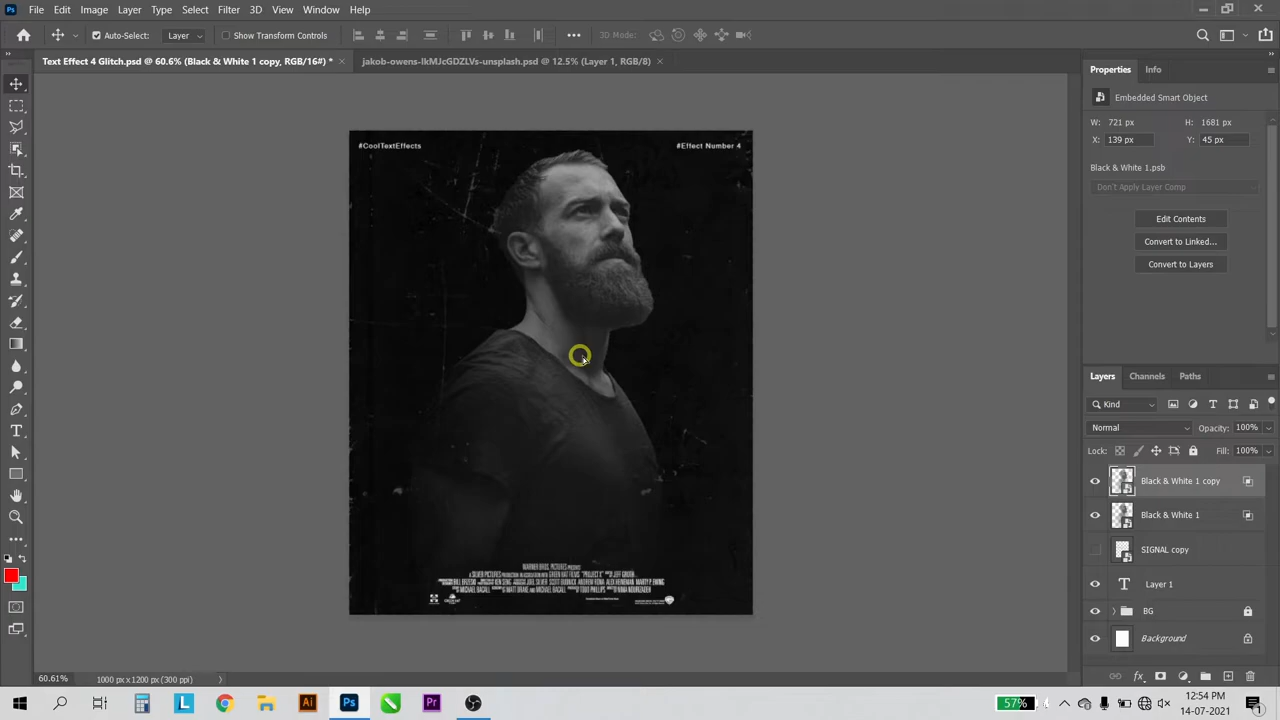 File Edit Image Layer Type Select Filter 3D View Window Help
Auto-Select: Layer Show Transform Controls 3D Mode:
Text Effect 4 Glitch.psd @ 60.6% (Black & White 1 copy, RGB/16#) * jakob-owens-lkMJcGDZLVs-unsplash.psd @ 12.5% (Layer 1, RGB/8)
Properties Info
Embedded Smart Object
W: 721 px H: 1681 px
X: 139 px Y: 45 px
Black & White 1.psb
Don't Apply Layer Comp
Edit Contents
Convert to Linked...
Convert to Layers
#CoolTextEffects #Effect Number 4
WARNER BROS. PICTURES PRESENTS
Layers Channels Paths
Kind
Normal Opacity: 100%
Lock: Fill: 100%
Black & White 1 copy
Black & White 1
SIGNAL copy
T Layer 1
BG
Background
60.61% 1000 px x 1200 px (300 ppi)
57% 12:54 PM
14-07-2021